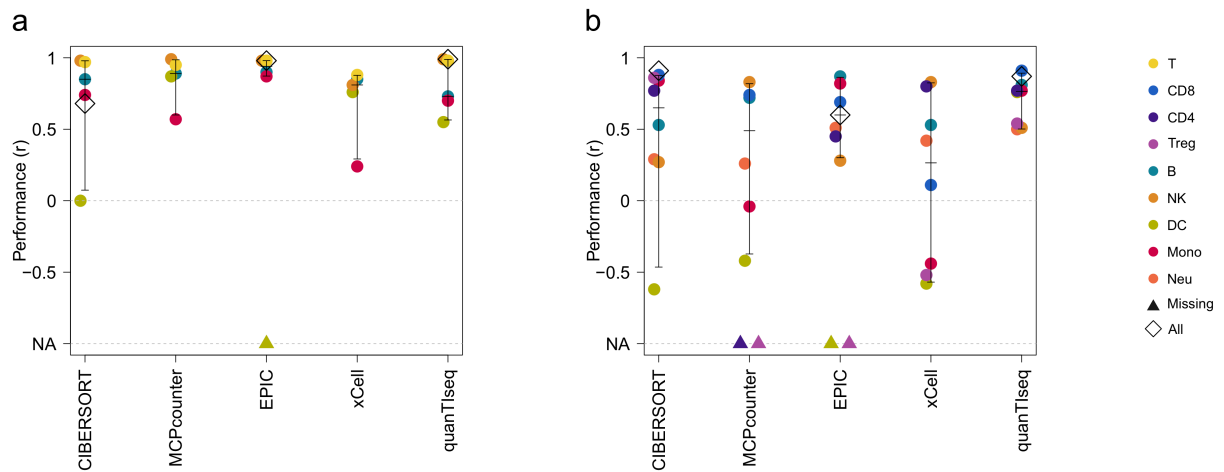 a
Performance (r)
1
0.5
0
−0.5
NA
CIBERSORT
MCPcounter
EPIC
xCell
quanTIseq
b
Performance (r)
1
0.5
0
−0.5
NA
CIBERSORT
MCPcounter
EPIC
xCell
quanTIseq
T
CD8
CD4
Treg
B
NK
DC
Mono
Neu
Missing
All